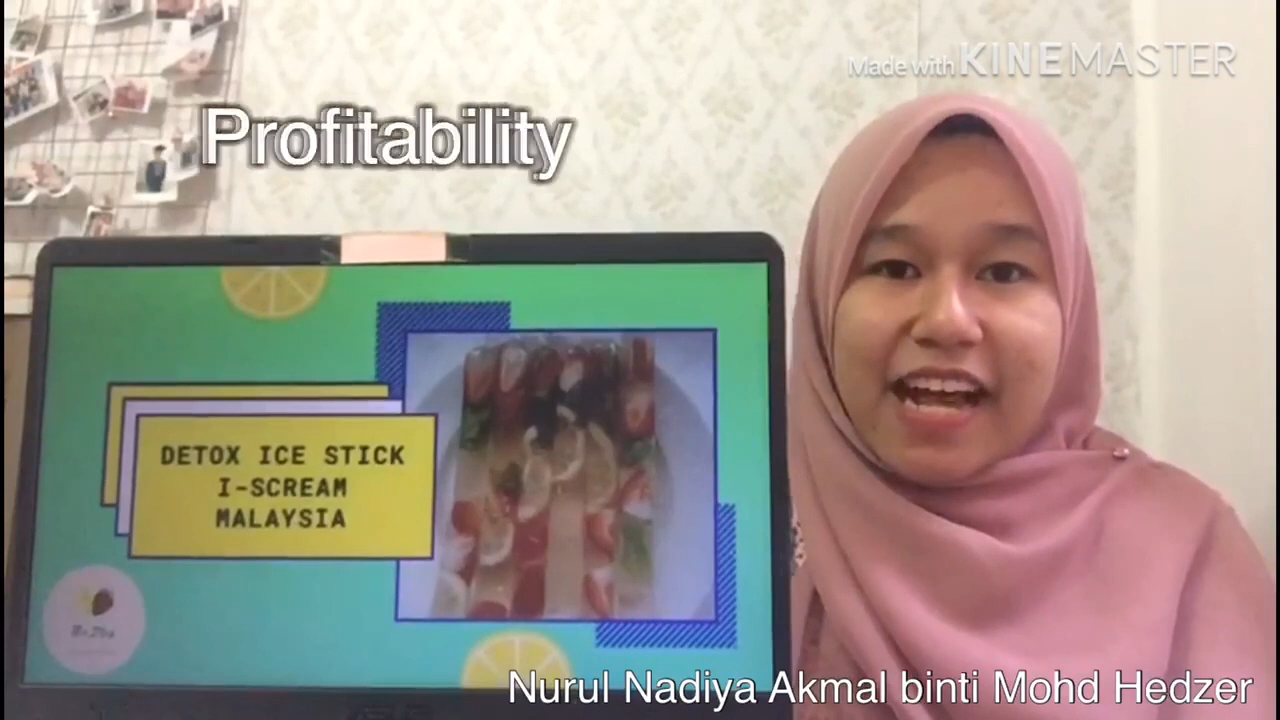 Made with KINEMASTER
Profitability
DETOX ICE STICK
I-SCREAM
MALAYSIA
Nurul Nadiya Akmal binti Mohd Hedzer